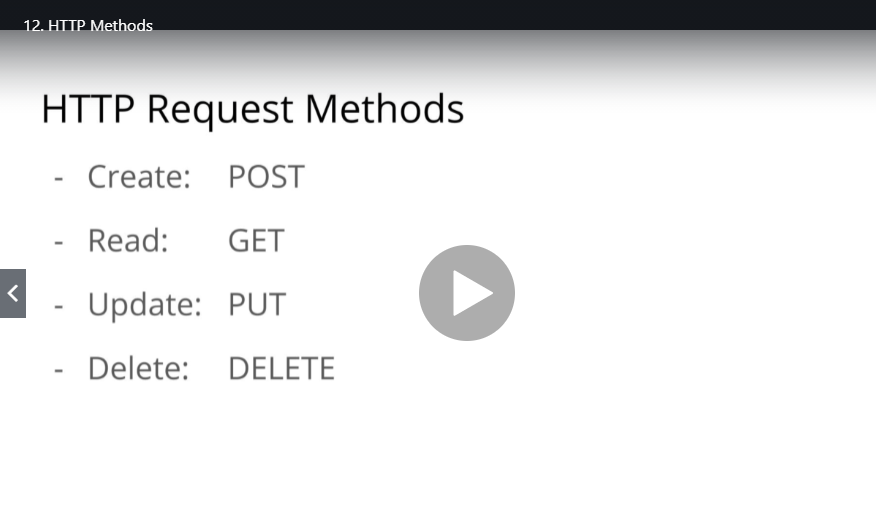 12. HTTP Methods
HTTP Request Methods
- Create: POST
- Read: GET
- Update: PUT
- Delete: DELETE